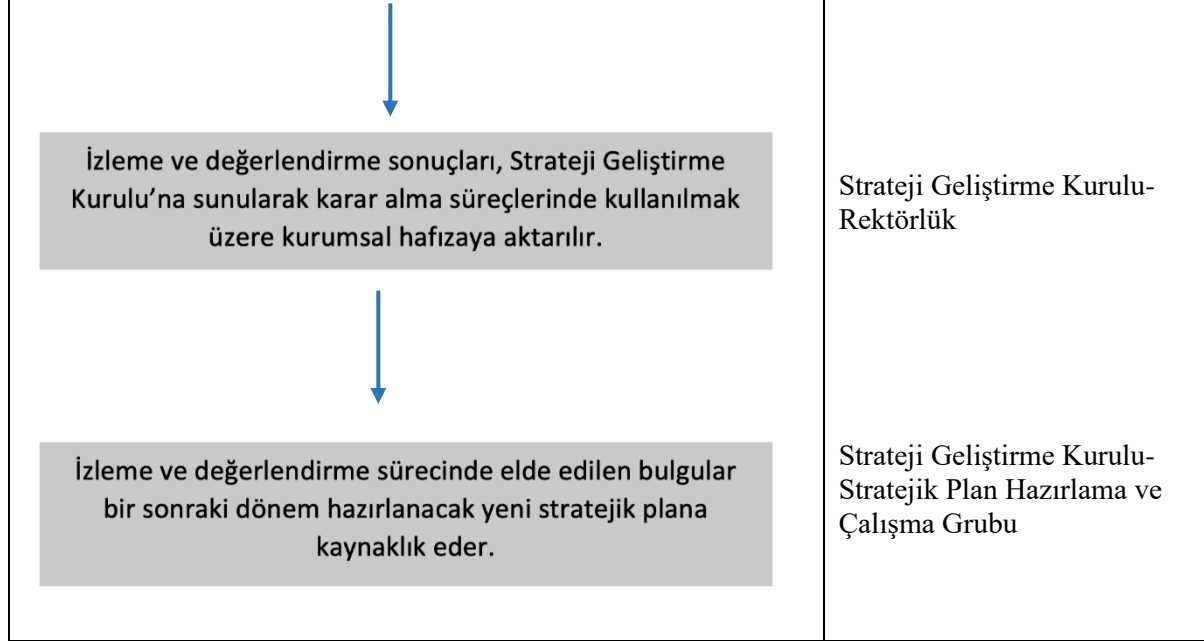 İzleme ve değerlendirme sonuçları, Strateji Geliştirme
Kurulu’na sunularak karar alma süreçlerinde kullanılmak
üzere kurumsal hafızaya aktarılır.
Strateji Geliştirme Kurulu-
Rektörlük
İzleme ve değerlendirme sürecinde elde edilen bulgular
bir sonraki dönem hazırlanacak yeni stratejik plana
kaynaklık eder.
Strateji Geliştirme Kurulu-
Stratejik Plan Hazırlama ve
Çalışma Grubu